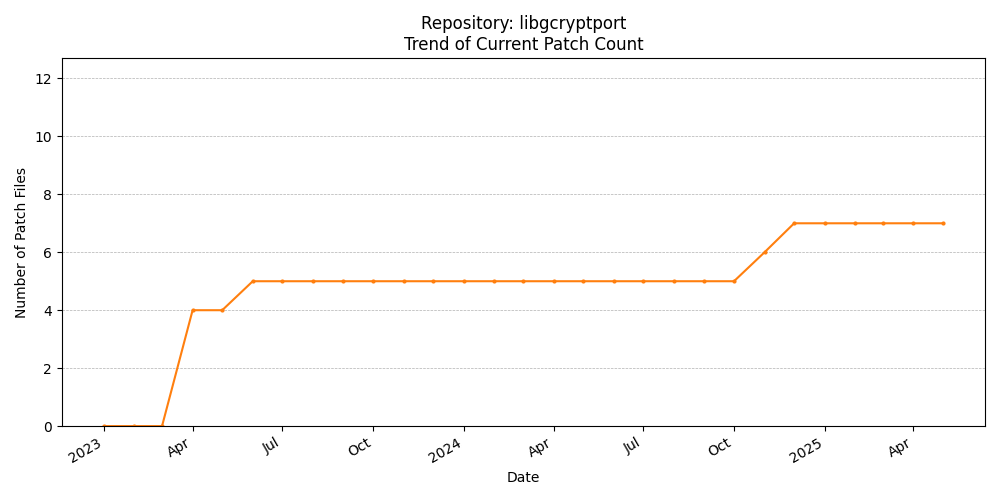 Repository: libgcryptport
Trend of Current Patch Count
12
10
8
6
4
2
0
Number of Patch Files
2023
Apr
Jul
Oct
2024
Apr
Jul
Oct
2025
Apr
Date